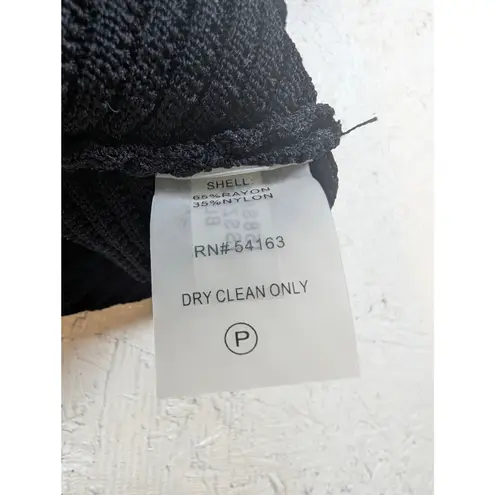 SHELL:
65%RAYON
35%NYLON
RN# 54163
DRY CLEAN ONLY
P